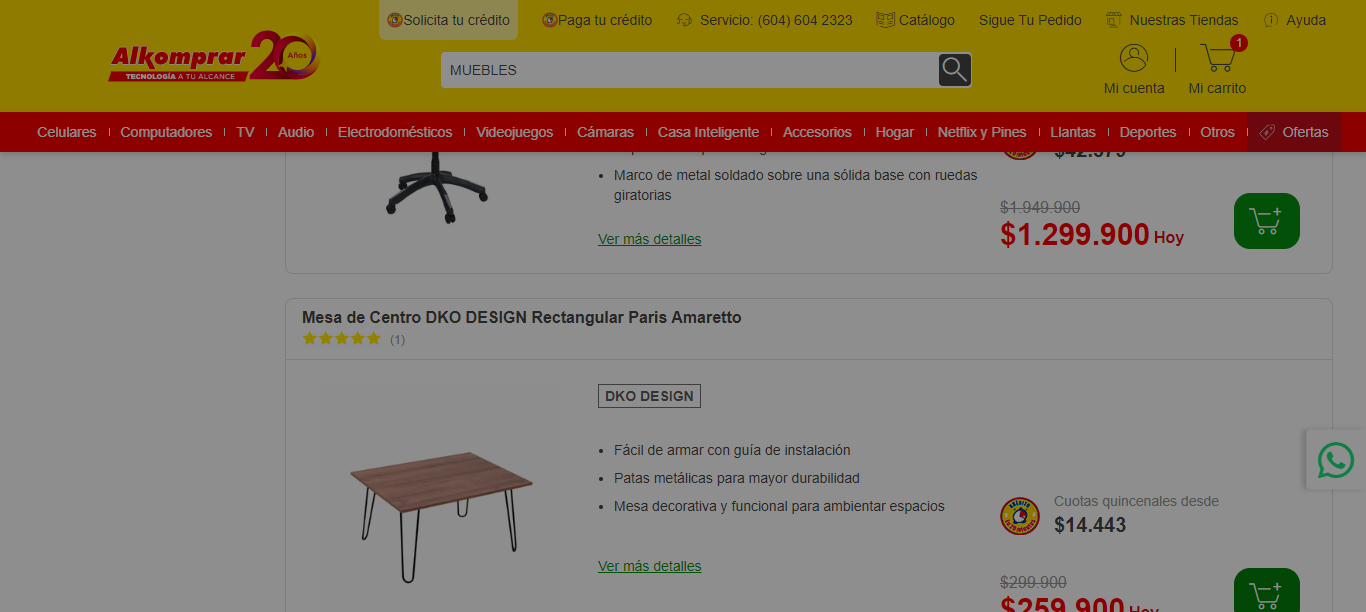 Solicita tu crédito
Paga tu crédito
Servicio: (604) 604 2323
Catálogo
Sigue Tu Pedido
Nuestras Tiendas
Ayuda
Alkomprar 20 Años
TECNOLOGÍA A TU ALCANCE
MUEBLES
1
Mi cuenta
Mi carrito
Celulares
Computadores
TV
Audio
Electrodomésticos
Videojuegos
Cámaras
Casa Inteligente
Accesorios
Hogar
Netflix y Pines
Llantas
Deportes
Otros
Ofertas
Marco de metal soldado sobre una sólida base con ruedas
giratorias
Ver más detalles
$1.949.900
$1.299.900 Hoy
Mesa de Centro DKO DESIGN Rectangular Paris Amaretto
(1)
DKO DESIGN
Fácil de armar con guía de instalación
Patas metálicas para mayor durabilidad
Mesa decorativa y funcional para ambientar espacios
Cuotas quincenales desde
$14.443
Ver más detalles
$299.900
$259.900 Hoy